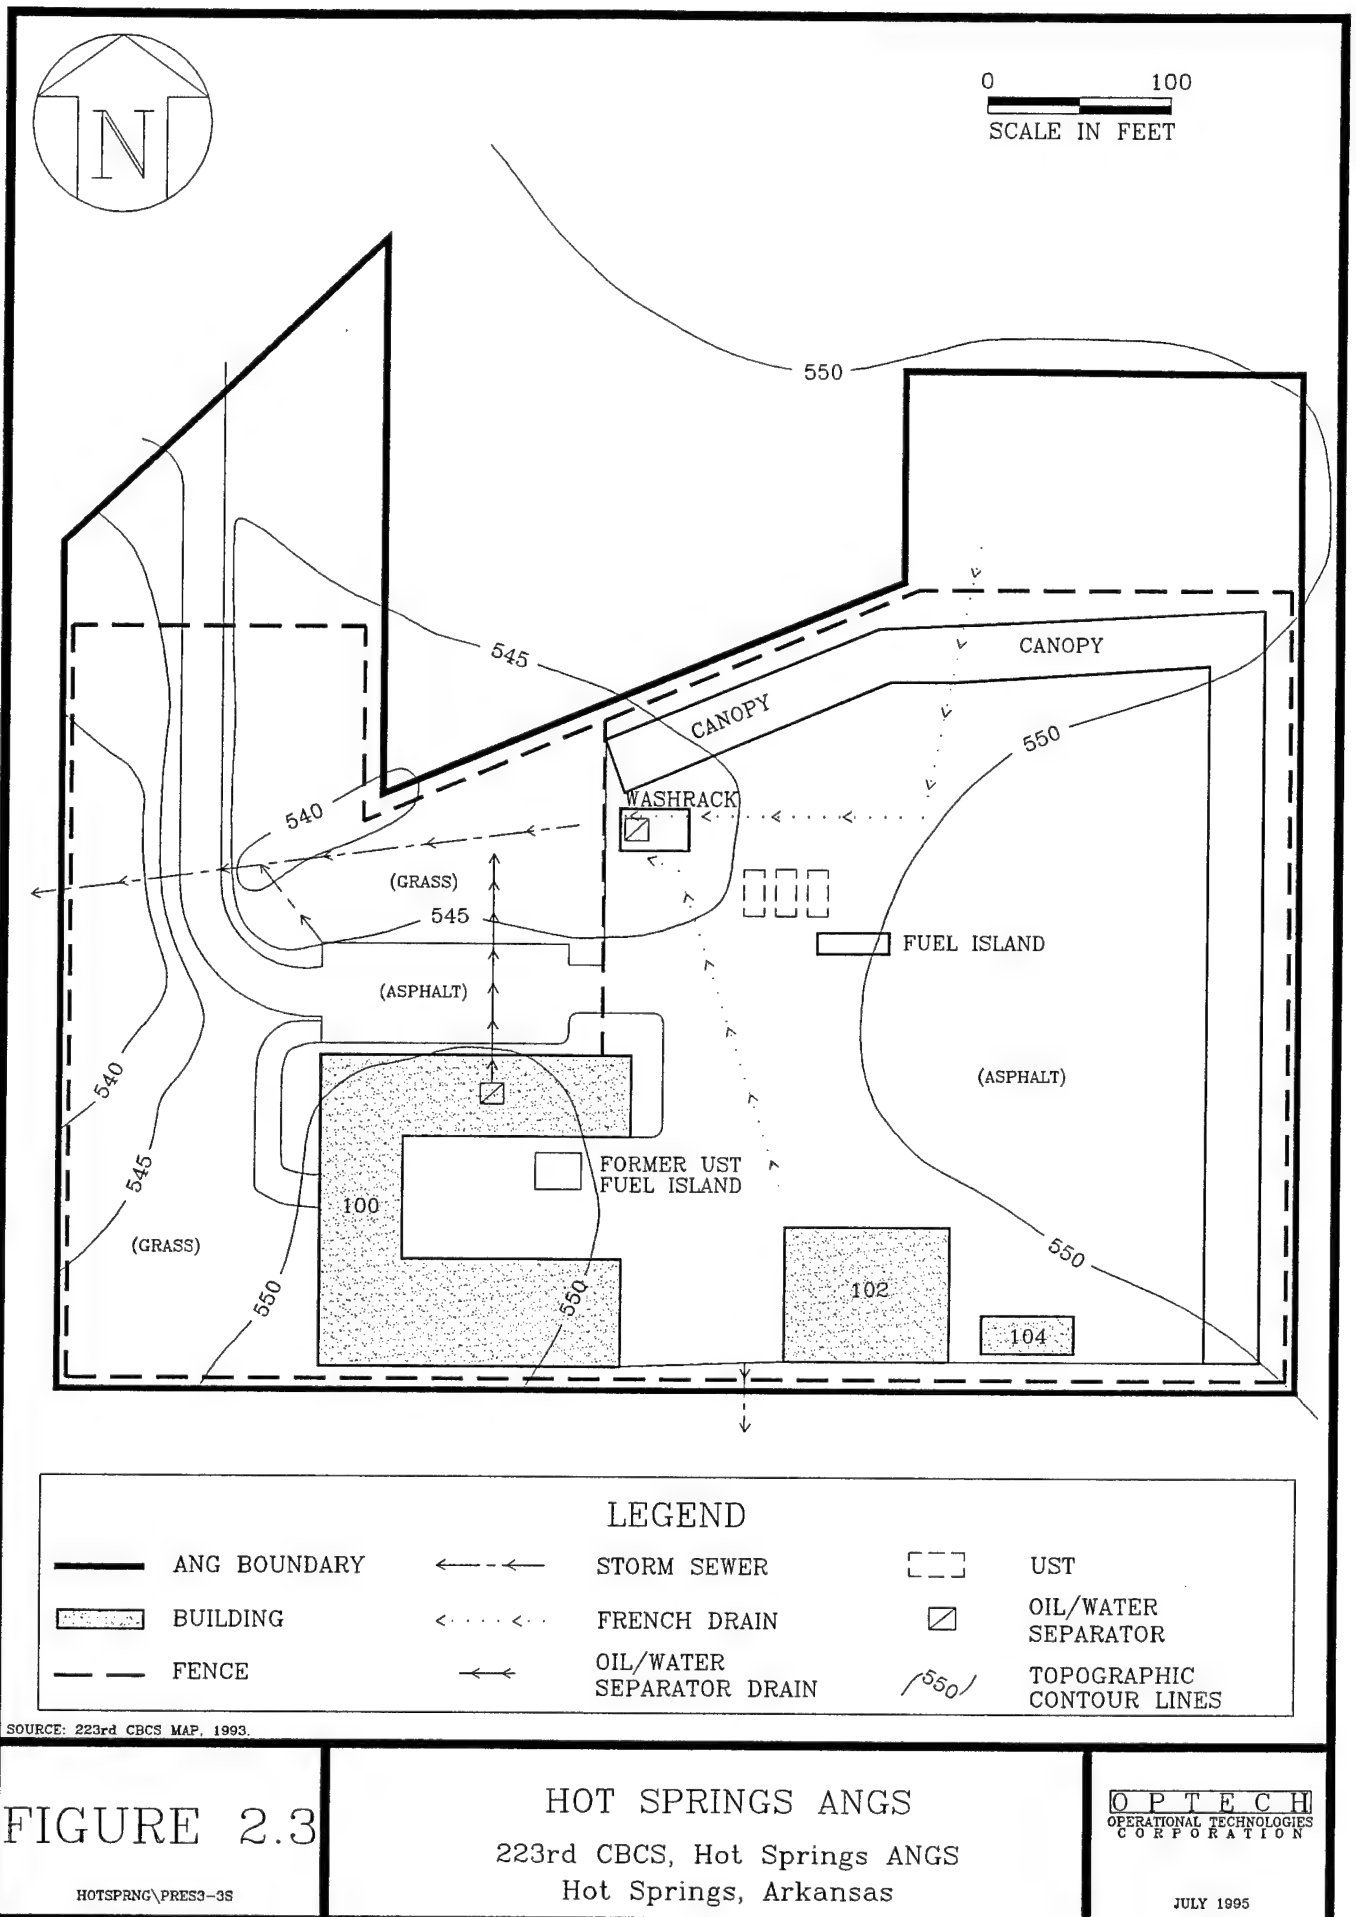 N
0 100
SCALE IN FEET
550
545
CANOPY
CANOPY
550
WASHRACK
540
(GRASS)
545
FUEL ISLAND
(ASPHALT)
(ASPHALT)
540
545
FORMER UST
FUEL ISLAND
100
(GRASS)
550
550
550
102
104
LEGEND
ANG BOUNDARY
STORM SEWER
UST
BUILDING
FRENCH DRAIN
OIL/WATER
SEPARATOR
FENCE
OIL/WATER
SEPARATOR DRAIN
550
TOPOGRAPHIC
CONTOUR LINES
SOURCE: 223rd CBCS MAP, 1993.
FIGURE 2.3
HOTSPRNG\PRES3-3S
HOT SPRINGS ANGS
223rd CBCS, Hot Springs ANGS
Hot Springs, Arkansas
OPTECH
OPERATIONAL TECHNOLOGIES
CORPORATION
JULY 1995